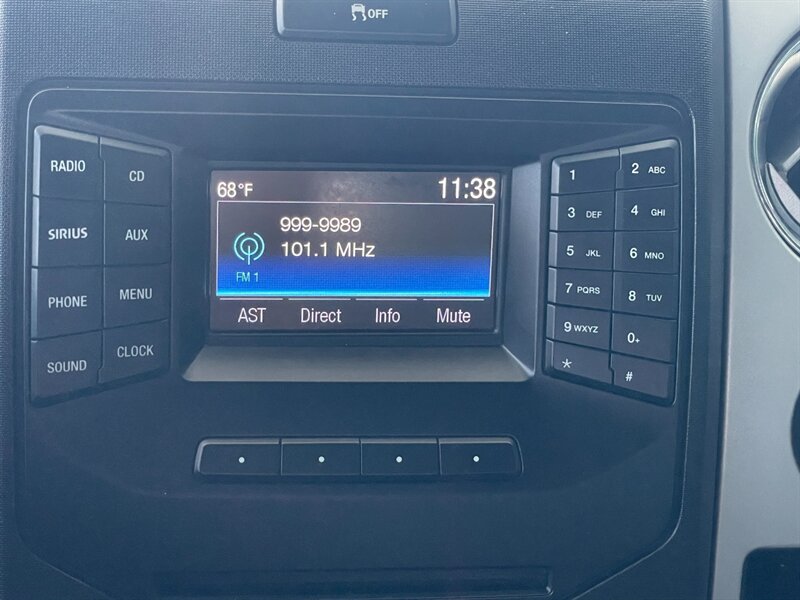 OFF
RADIO
CD
SIRIUS
AUX
PHONE
MENU
SOUND
CLOCK
68°F
11:38
999-9989
101.1 MHz
FM 1
AST Direct Info Mute
1
2 ABC
3 DEF
4 GHI
5 JKL
6 MNO
7 PQRS
8 TUV
9 WXYZ
0+
*
#